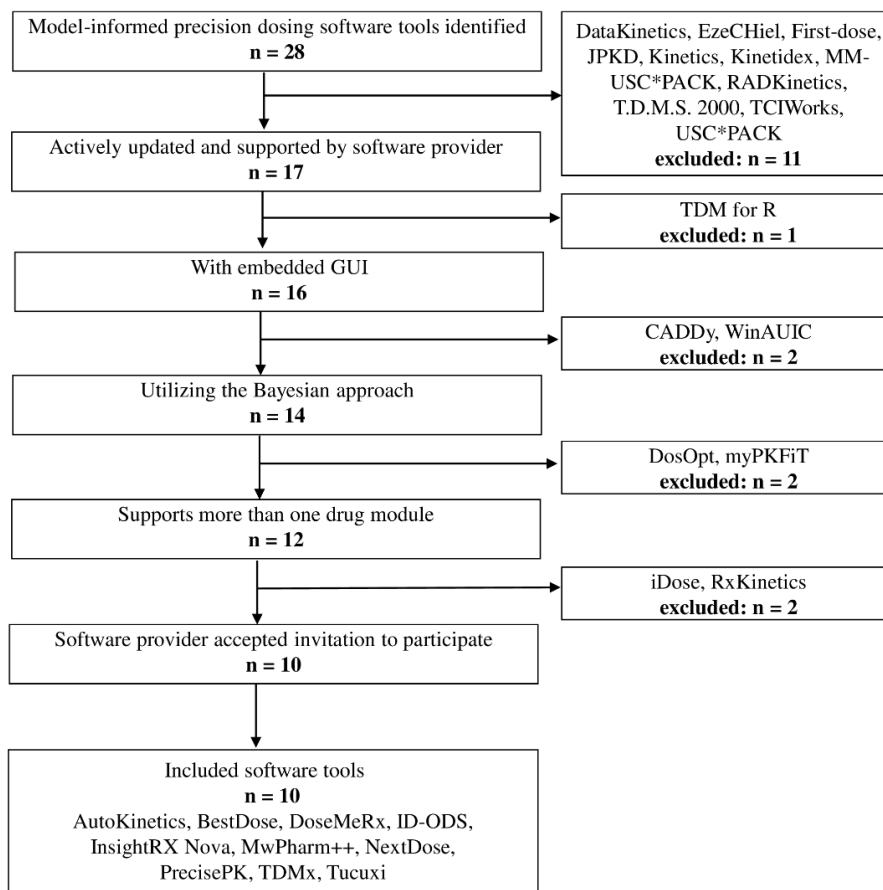 Model-informed precision dosing software tools identified
n = 28
DataKinetics, EzeCHiel, First-dose,
JPKD, Kinetics, Kinetidex, MM-
USC*PACK, RADKinetics,
T.D.M.S. 2000, TCIWorks,
USC*PACK
excluded: n = 11
Actively updated and supported by software provider
n = 17
TDM for R
excluded: n = 1
With embedded GUI
n = 16
CADDy, WinAUIC
excluded: n = 2
Utilizing the Bayesian approach
n = 14
DosOpt, myPKFiT
excluded: n = 2
Supports more than one drug module
n = 12
iDose, RxKinetics
excluded: n = 2
Software provider accepted invitation to participate
n = 10
Included software tools
n = 10
AutoKinetics, BestDose, DoseMeRx, ID-ODS,
InsightRX Nova, MwPharm++, NextDose,
PrecisePK, TDMx, Tucuxi